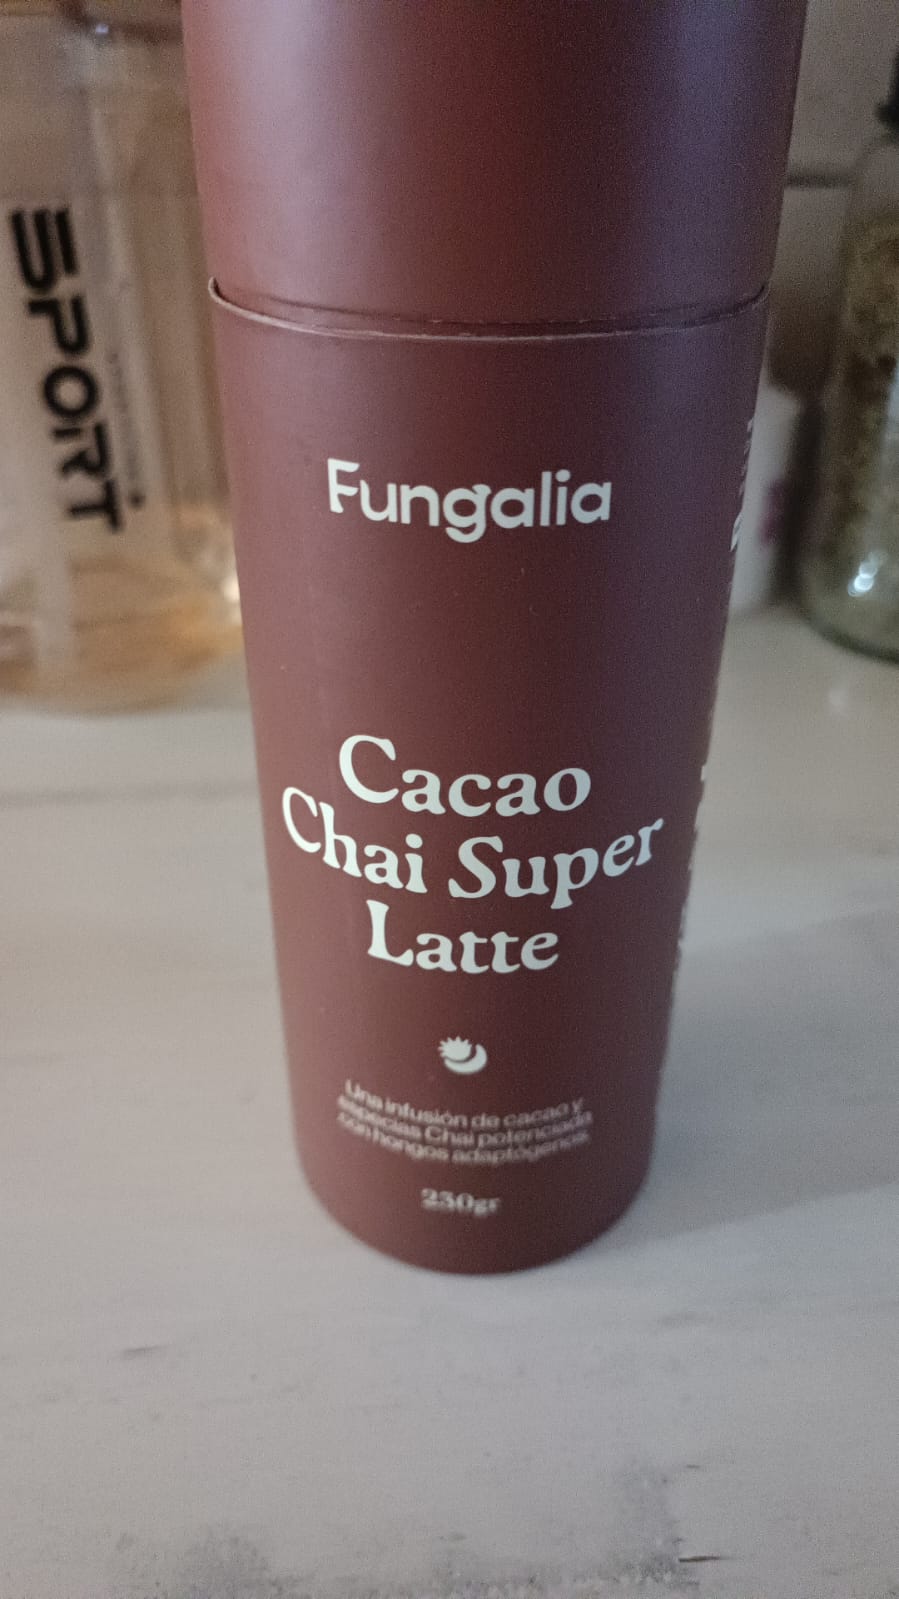 SPORT
Fungalia
Cacao
Chai Super
Latte
Una infusión de cacao y
especias Chai potenciada
con hongos adaptógenos.
230gr